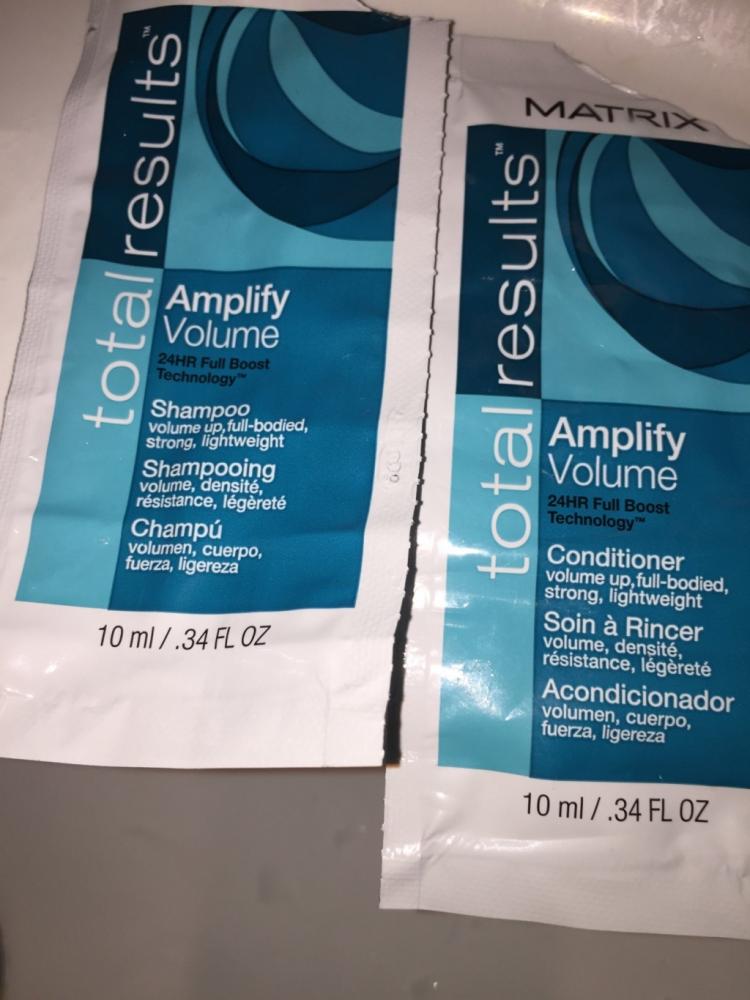 total results™
Amplify
Volume
24HR Full Boost
Technology™
Shampoo
volume up, full-bodied,
strong, lightweight
Shampooing
volume, densité,
résistance, légèreté
Champú
volumen, cuerpo,
fuerza, ligereza
10 ml / .34 FL OZ
MATRIX
total results™
Amplify
Volume
24HR Full Boost
Technology™
Conditioner
volume up, full-bodied,
strong, lightweight
Soin à Rincer
volume, densité,
résistance, légèreté
Acondicionador
volumen, cuerpo,
fuerza, ligereza
10 ml / .34 FL OZ